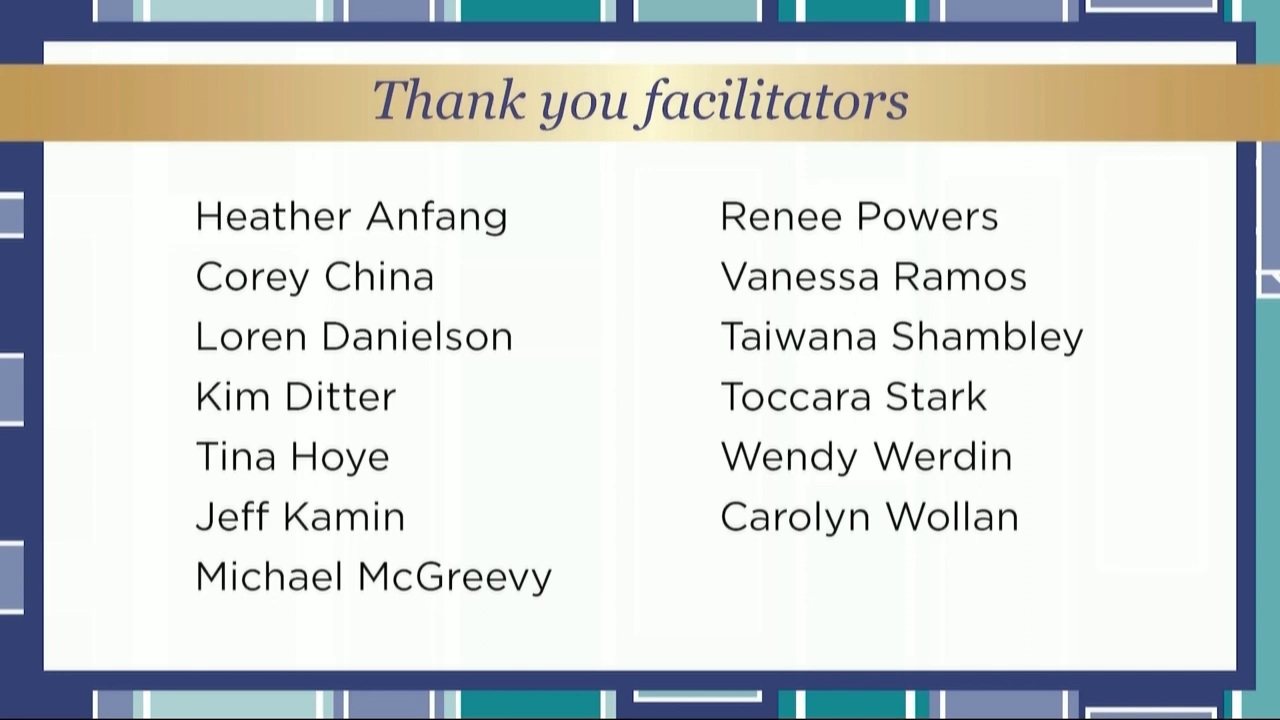 Thank you facilitators
Heather Anfang
Corey China
Loren Danielson
Kim Ditter
Tina Hoye
Jeff Kamin
Michael McGreevy
Renee Powers
Vanessa Ramos
Taiwana Shambley
Toccara Stark
Wendy Werdin
Carolyn Wollan